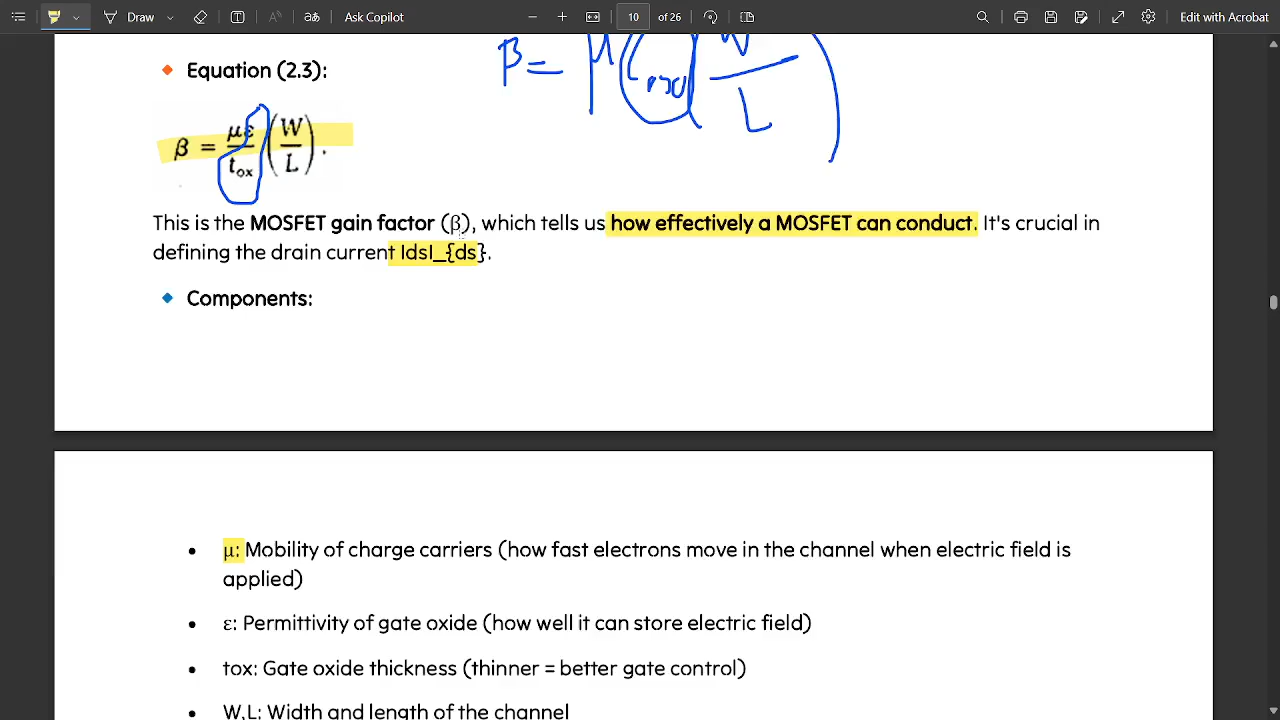 Draw
Ask Copilot
10 of 26
Edit with Acrobat
Equation (2.3):
β = μ
W
L
β = με/tox (W/L).
This is the MOSFET gain factor (β), which tells us how effectively a MOSFET can conduct. It's crucial in
defining the drain current IdsI_{ds}.
Components:
• μ: Mobility of charge carriers (how fast electrons move in the channel when electric field is
applied)
• ε: Permittivity of gate oxide (how well it can store electric field)
• tox: Gate oxide thickness (thinner = better gate control)
• W,L: Width and length of the channel